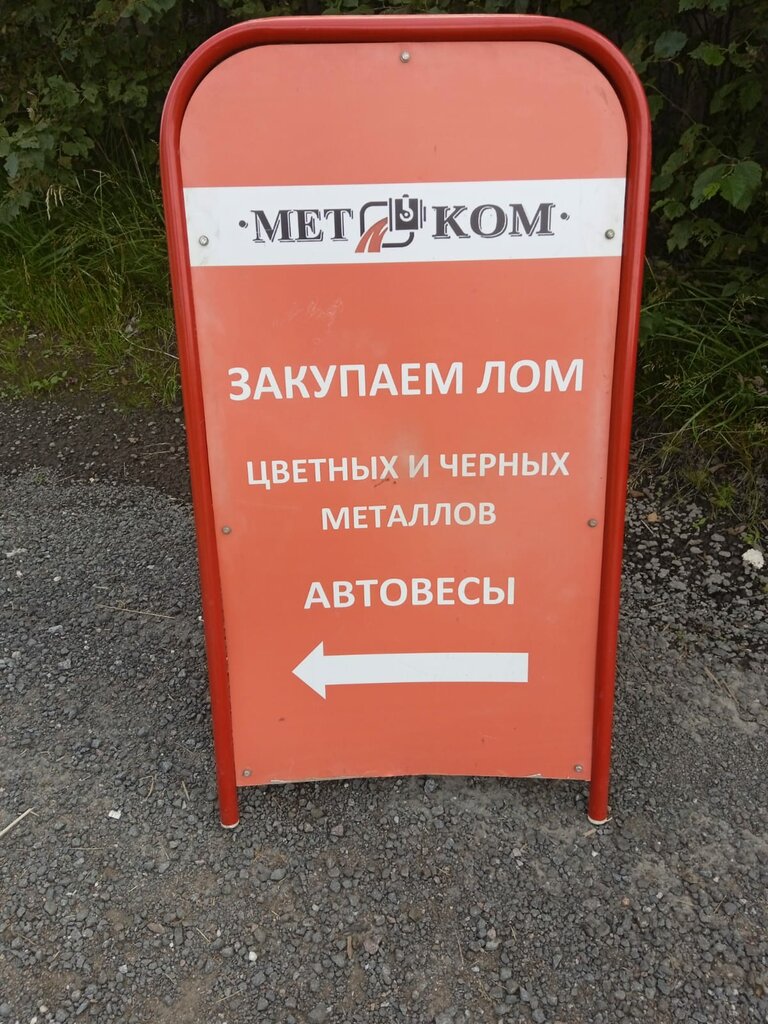 ·МЕТ КОМ·
ЗАКУПАЕМ ЛОМ
ЦВЕТНЫХ И ЧЕРНЫХ
МЕТАЛЛОВ
АВТОВЕСЫ